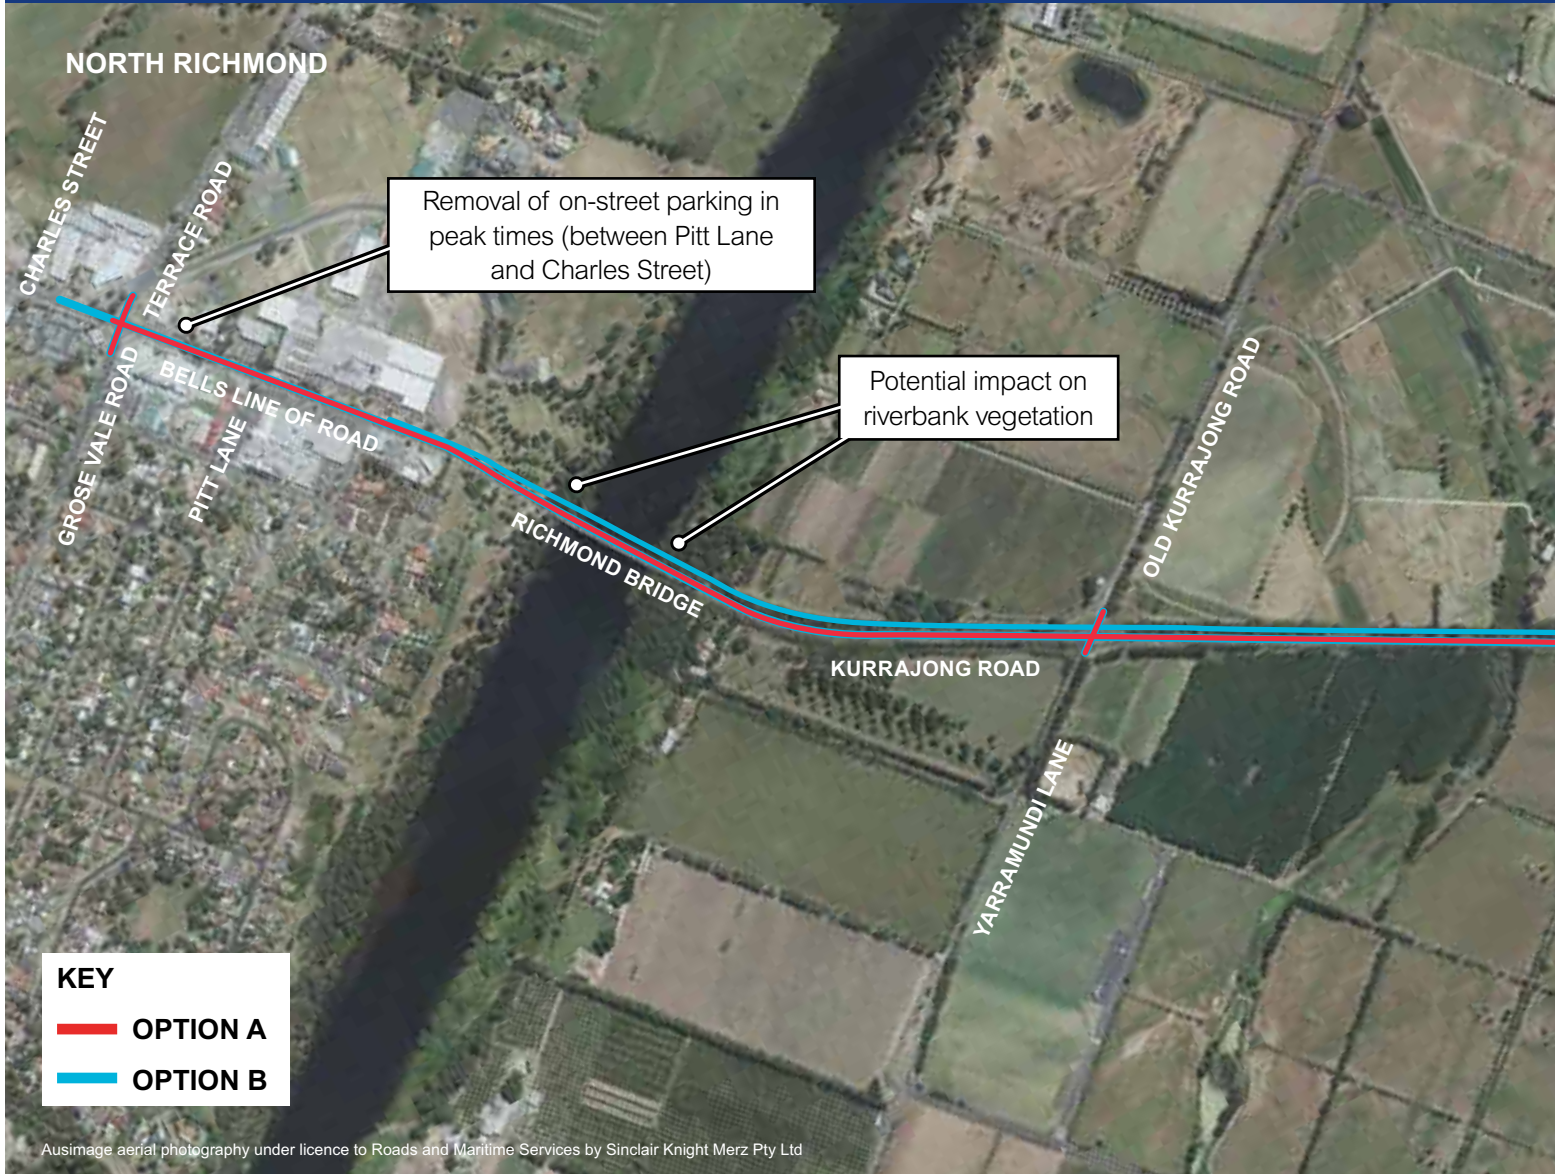 NORTH RICHMOND
CHARLES STREET
TERRACE ROAD
Removal of on-street parking in
peak times (between Pitt Lane
and Charles Street)
BELLS LINE OF ROAD
GROSE VALE ROAD
PITT LANE
Potential impact on
riverbank vegetation
RICHMOND BRIDGE
OLD KURRAJONG ROAD
KURRAJONG ROAD
YARRAMUNDI LANE
KEY
OPTION A
OPTION B
Ausimage aerial photography under licence to Roads and Maritime Services by Sinclair Knight Merz Pty Ltd